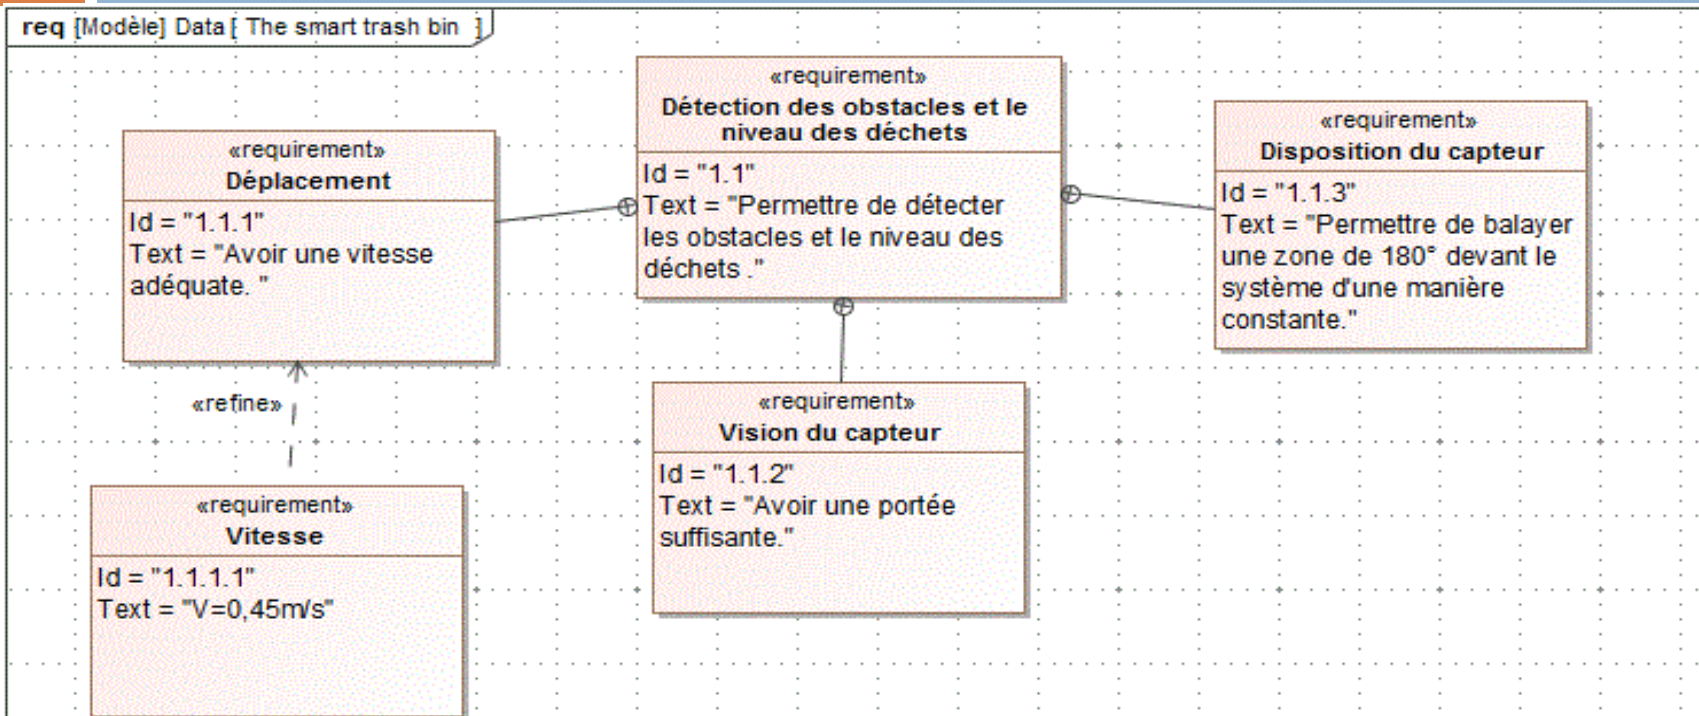 req [Modèle] Data [ The smart trash bin ]
«requirement»
Détection des obstacles et le
niveau des déchets
Id = "1.1"
Text = "Permettre de détecter
les obstacles et le niveau des
déchets ."
«requirement»
Déplacement
Id = "1.1.1"
Text = "Avoir une vitesse
adéquate. "
«requirement»
Disposition du capteur
Id = "1.1.3"
Text = "Permettre de balayer
une zone de 180° devant le
système d'une manière
constante."
«refine»
«requirement»
Vision du capteur
Id = "1.1.2"
Text = "Avoir une portée
suffisante."
«requirement»
Vitesse
Id = "1.1.1.1"
Text = "V=0,45m/s"